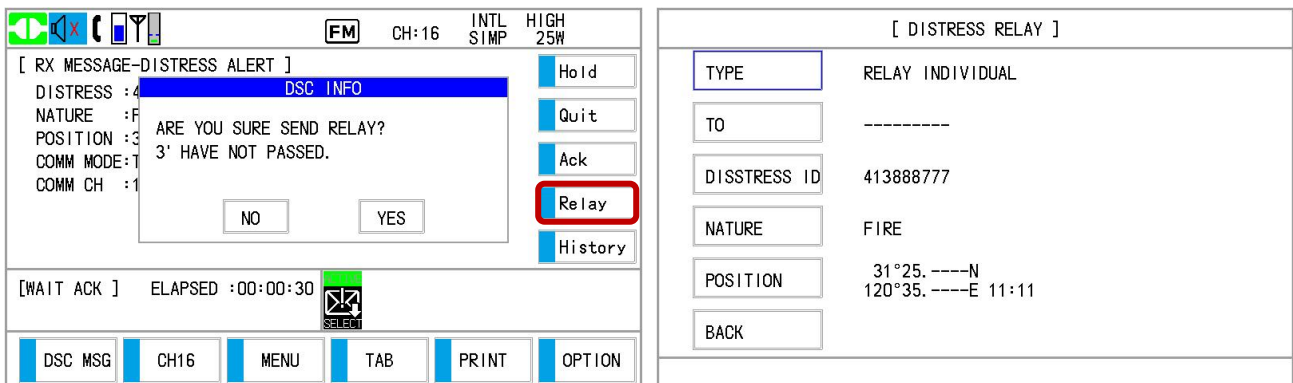 FM CH:16 INTL SIMP HIGH 25W
[ RX MESSAGE-DISTRESS ALERT ]
DISTRESS :4
NATURE :F
POSITION :3
COMM MODE:T
COMM CH :1
DSC INFO
ARE YOU SURE SEND RELAY?
3' HAVE NOT PASSED.
NO YES
Hold
Quit
Ack
Relay
History
[WAIT ACK ] ELAPSED :00:00:30
SELECT
DSC MSG CH16 MENU TAB PRINT OPTION
[ DISTRESS RELAY ]
TYPE RELAY INDIVIDUAL
TO ---------
DISSTRESS ID 413888777
NATURE FIRE
POSITION 31°25.----N
120°35.----E 11:11
BACK